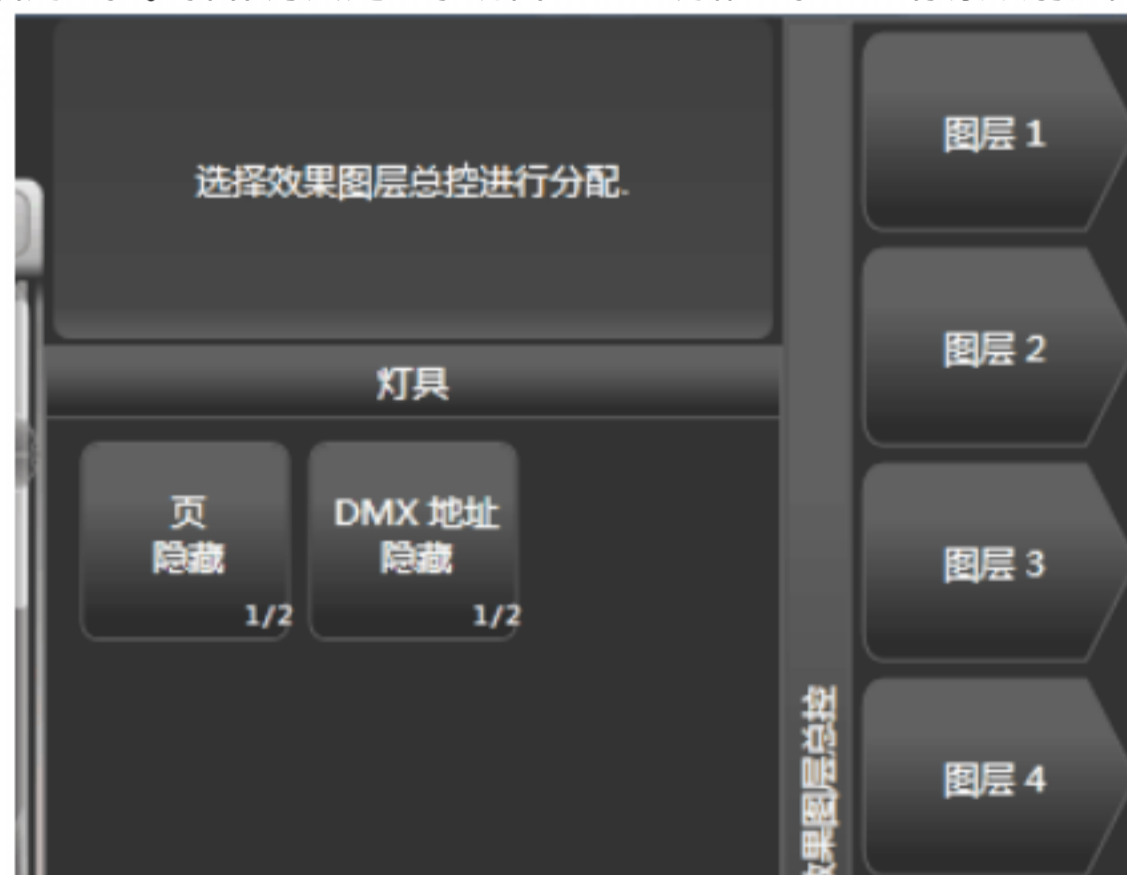 选择效果图层总控进行分配.
灯具
页
隐藏
1/2
DMX 地址
隐藏
1/2
果图层总控
图层 1
图层 2
图层 3
图层 4